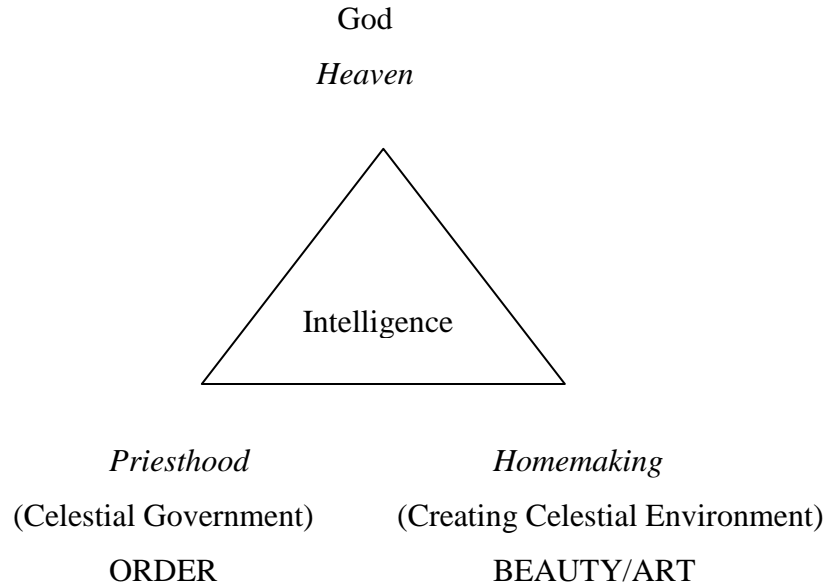 God
Heaven
Intelligence
Priesthood Homemaking
(Celestial Government) (Creating Celestial Environment)
ORDER BEAUTY/ART